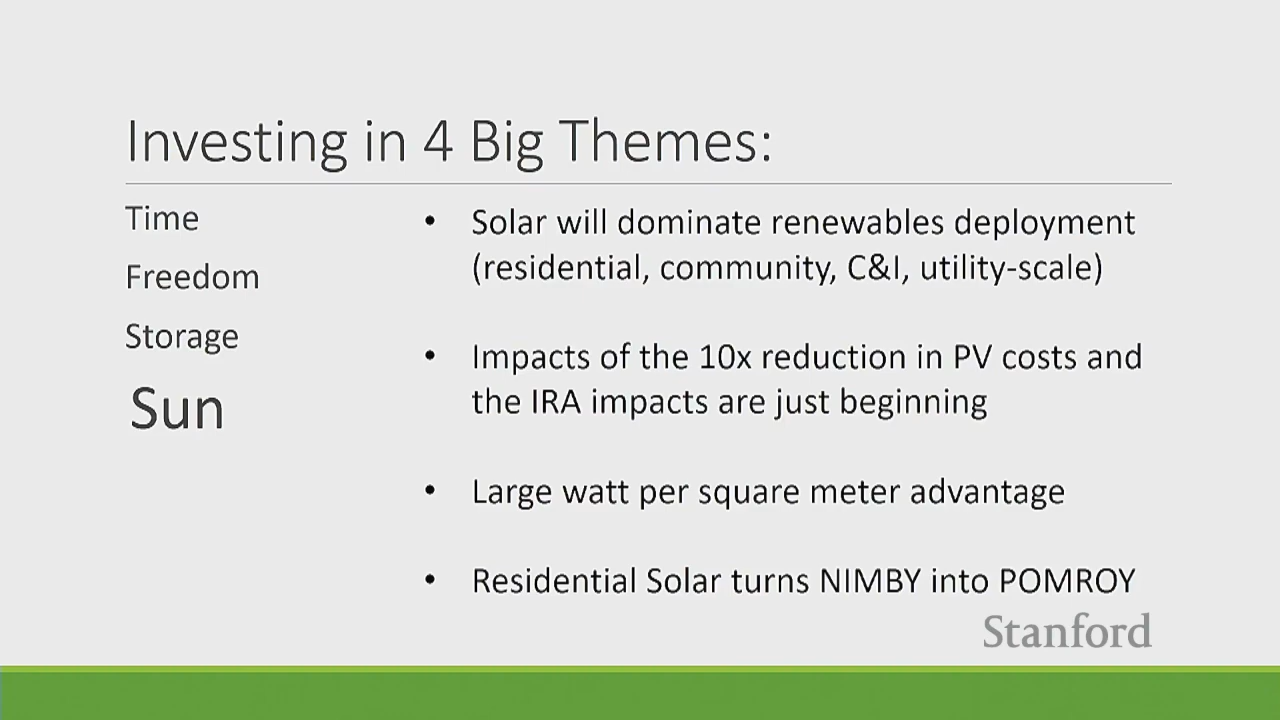 Investing in 4 Big Themes:
Time
Freedom
Storage
Sun
• Solar will dominate renewables deployment
(residential, community, C&I, utility-scale)
• Impacts of the 10x reduction in PV costs and
the IRA impacts are just beginning
• Large watt per square meter advantage
• Residential Solar turns NIMBY into POMROY
Stanford